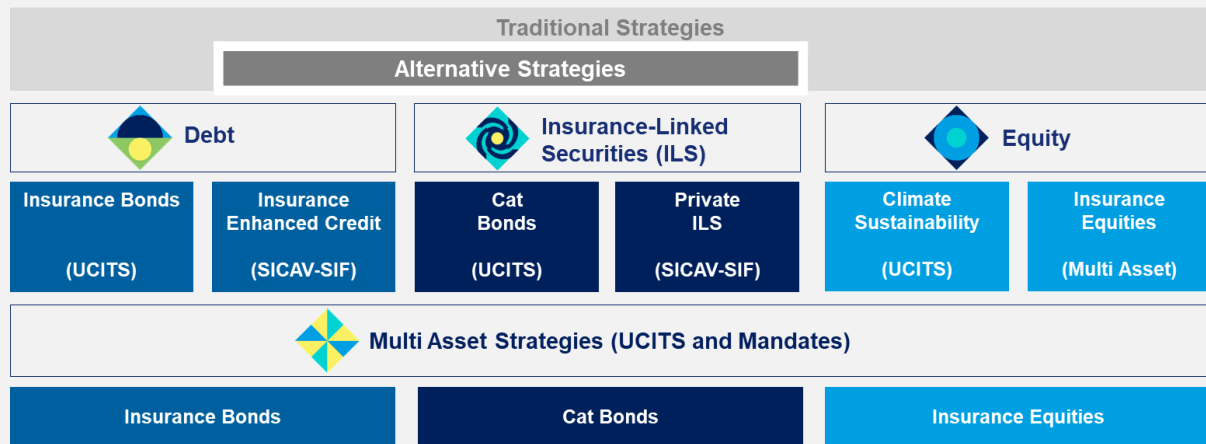 Traditional Strategies
Alternative Strategies
Debt
Insurance-Linked
Securities (ILS)
Equity
Insurance Bonds
(UCITS)
Insurance
Enhanced Credit
(SICAV-SIF)
Cat
Bonds
(UCITS)
Private
ILS
(SICAV-SIF)
Climate
Sustainability
(UCITS)
Insurance
Equities
(Multi Asset)
Multi Asset Strategies (UCITS and Mandates)
Insurance Bonds
Cat Bonds
Insurance Equities